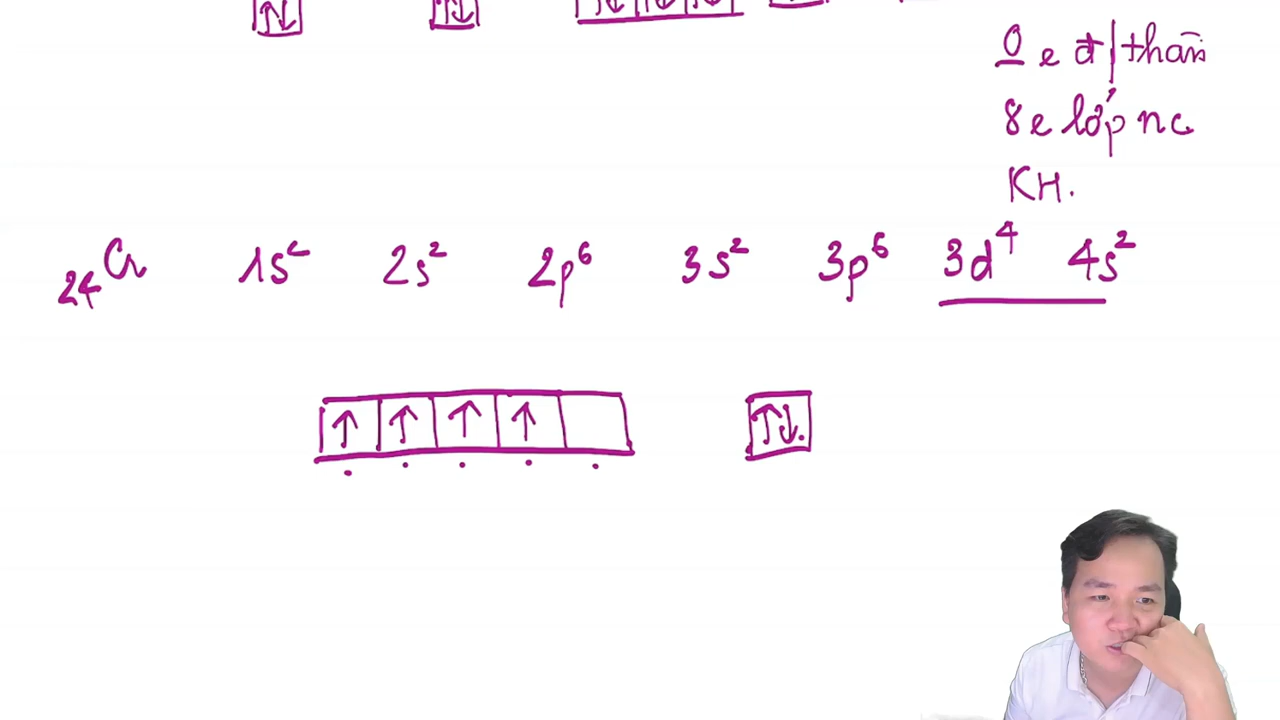 0 e đ/thân
8 e lớp nc
KH.
₂₄Cr 1s² 2s² 2p⁶ 3s² 3p⁶ 3d⁴ 4s²
↑ ↑ ↑ ↑ ↑↓